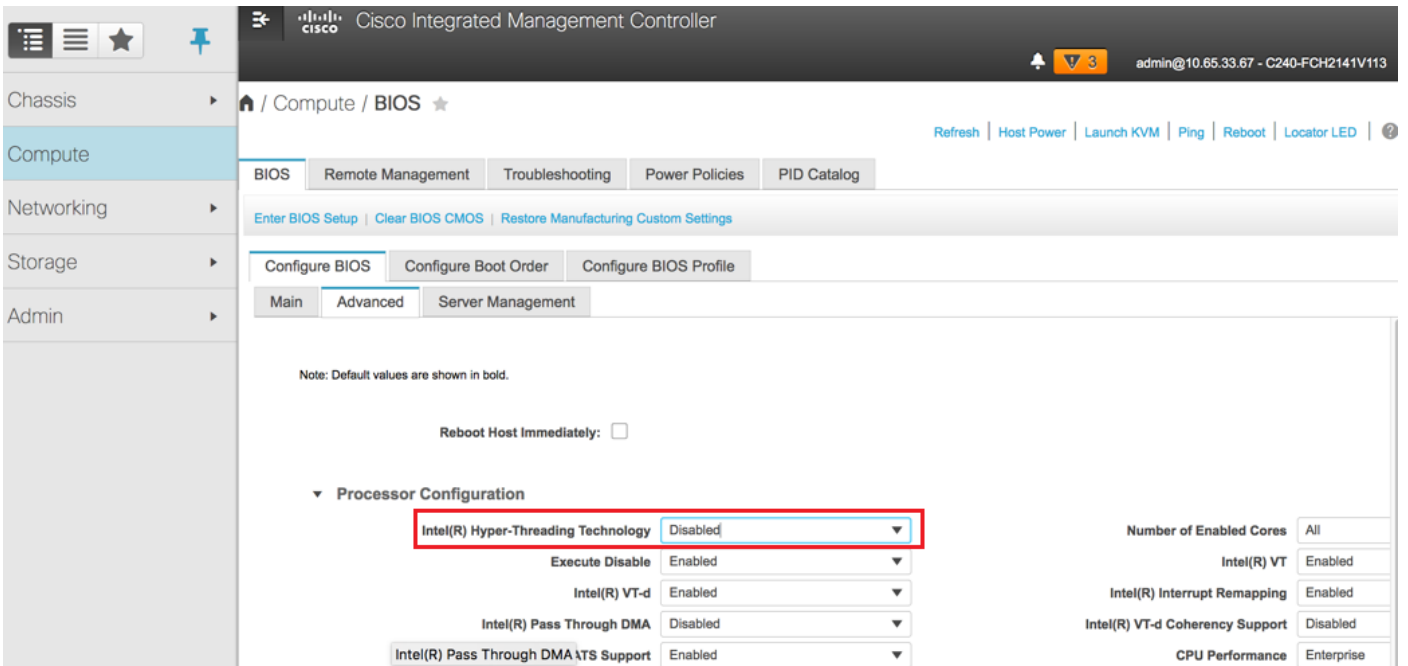 cisco Cisco Integrated Management Controller
3 admin@10.65.33.67 - C240-FCH2141V113
Chassis
Compute
Networking
Storage
Admin
/ Compute / BIOS
Refresh | Host Power | Launch KVM | Ping | Reboot | Locator LED | ?
BIOS Remote Management Troubleshooting Power Policies PID Catalog
Enter BIOS Setup | Clear BIOS CMOS | Restore Manufacturing Custom Settings
Configure BIOS Configure Boot Order Configure BIOS Profile
Main Advanced Server Management
Note: Default values are shown in bold.
Reboot Host Immediately:
Processor Configuration
Intel(R) Hyper-Threading Technology Disabled Number of Enabled Cores All
Execute Disable Enabled Intel(R) VT Enabled
Intel(R) VT-d Enabled Intel(R) Interrupt Remapping Enabled
Intel(R) Pass Through DMA Disabled Intel(R) VT-d Coherency Support Disabled
Intel(R) Pass Through DMA ATS Support Enabled CPU Performance Enterprise